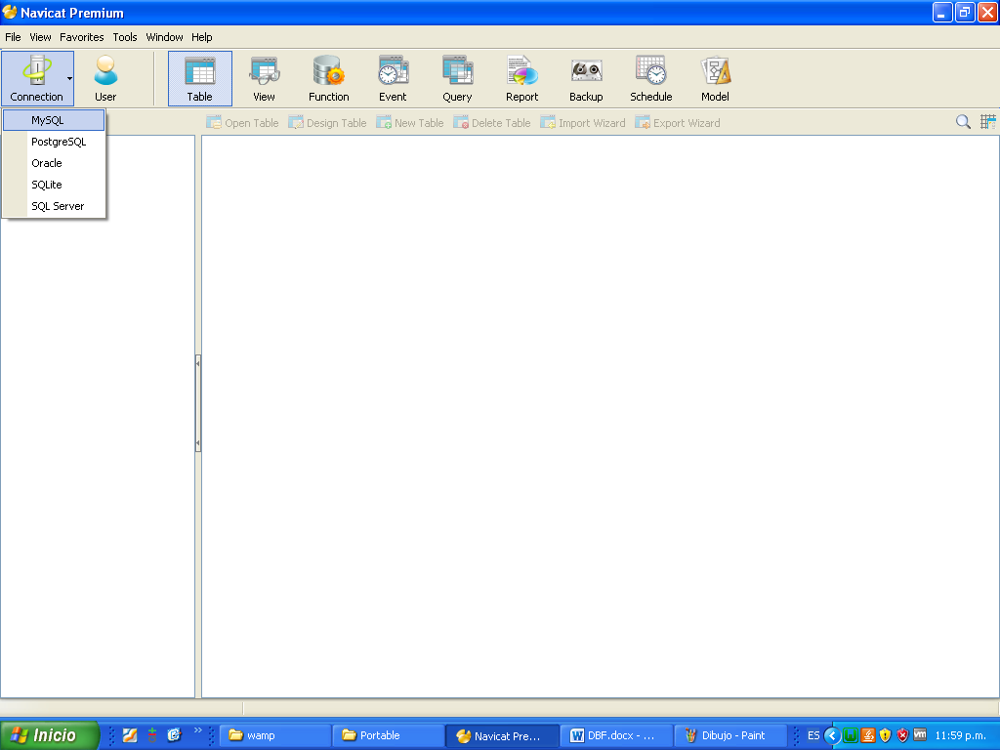 Navicat Premium
File View Favorites Tools Window Help
Connection User Table View Function Event Query Report Backup Schedule Model
Open Table Design Table New Table Delete Table Import Wizard Export Wizard
MySQL
PostgreSQL
Oracle
SQLite
SQL Server
Inicio wamp Portable Navicat Pre... DBF.docx - ... Dibujo - Paint ES vm 11:59 p.m.